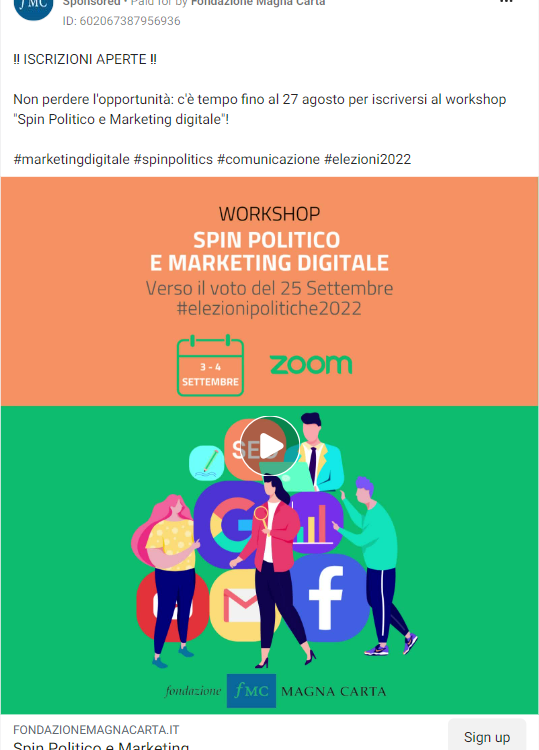 fMC
Sponsored • Paid for by Fondazione Magna Carta
ID: 602067387956936
‼ ISCRIZIONI APERTE ‼
Non perdere l'opportunità: c'è tempo fino al 27 agosto per iscriversi al workshop
"Spin Politico e Marketing digitale"!
#marketingdigitale #spinpolitics #comunicazione #elezioni2022
WORKSHOP
SPIN POLITICO
E MARKETING DIGITALE
Verso il voto del 25 Settembre
#elezionipolitiche2022
3 - 4
SETTEMBRE
zoom
SEO
fondazione fMC MAGNA CARTA
FONDAZIONEMAGNACARTA.IT
Spin Politico e Marketing
Sign up